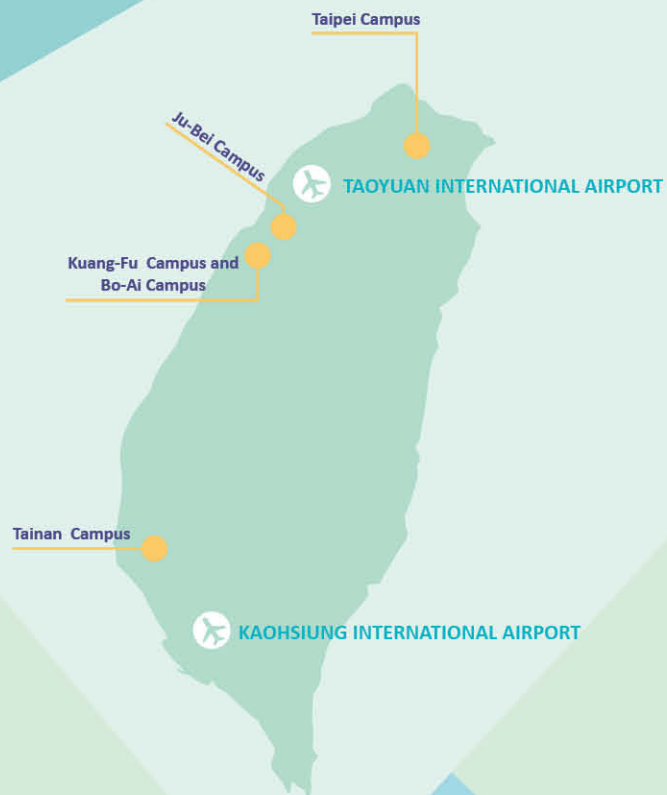 Taipei Campus
Ju-Bei Campus
TAOYUAN INTERNATIONAL AIRPORT
Kuang-Fu Campus and
Bo-Ai Campus
Tainan Campus
KAOHSIUNG INTERNATIONAL AIRPORT